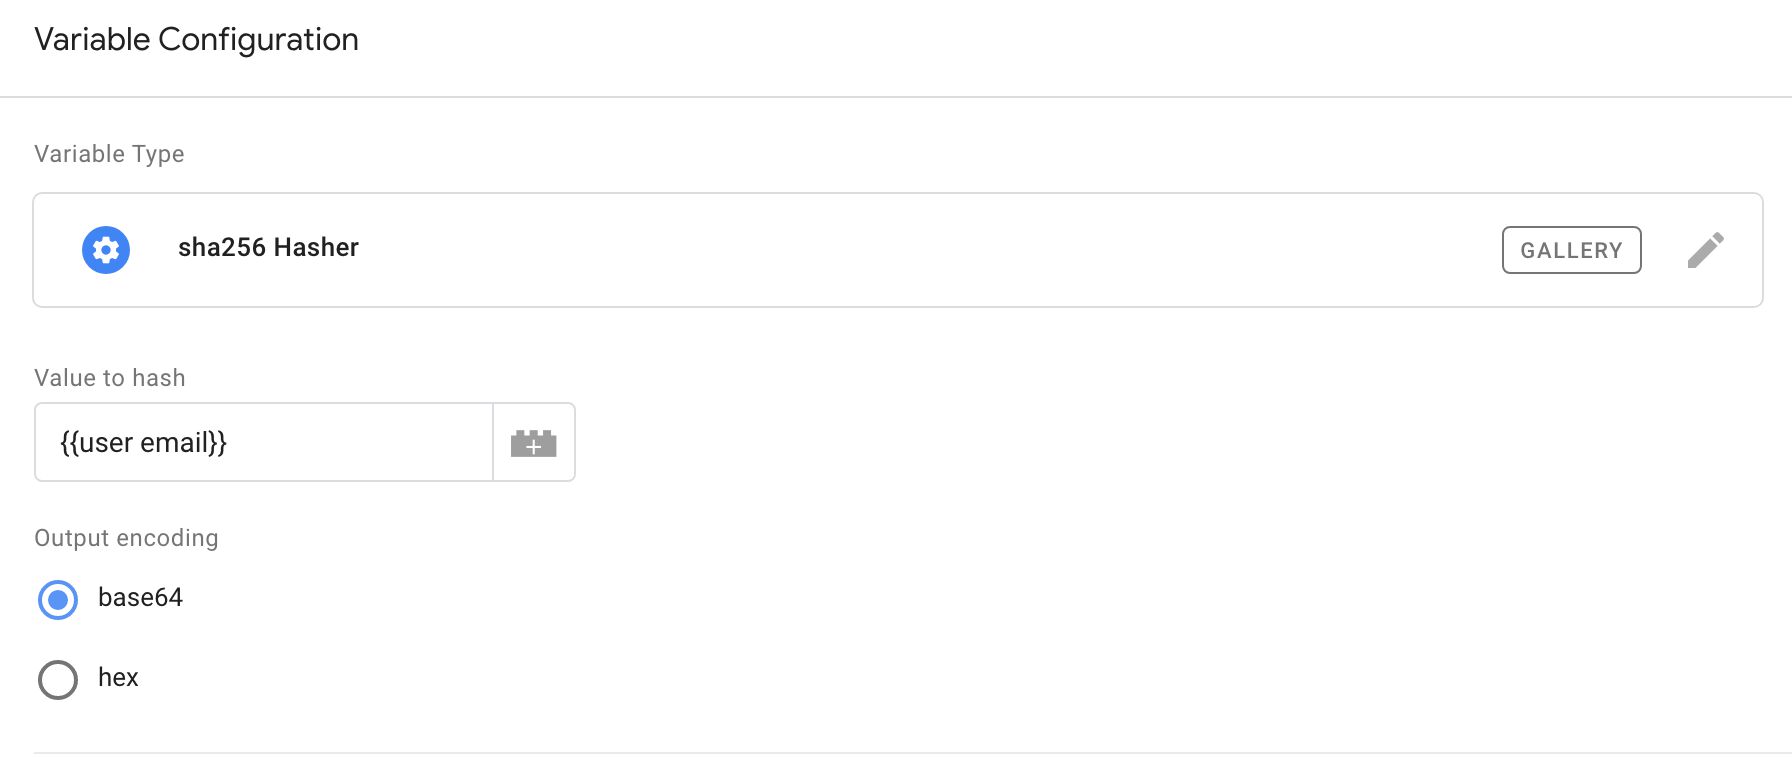 Variable Configuration
Variable Type
sha256 Hasher
GALLERY
Value to hash
{{user email}}
Output encoding
base64
hex